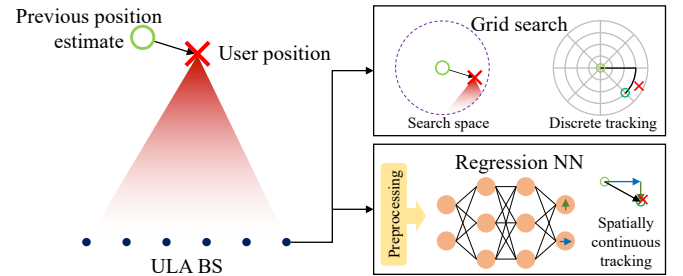 Previous position
estimate
User position
ULA BS
Grid search
Search space
Discrete tracking
Regression NN
Preprocessing
Spatially
continuous
tracking